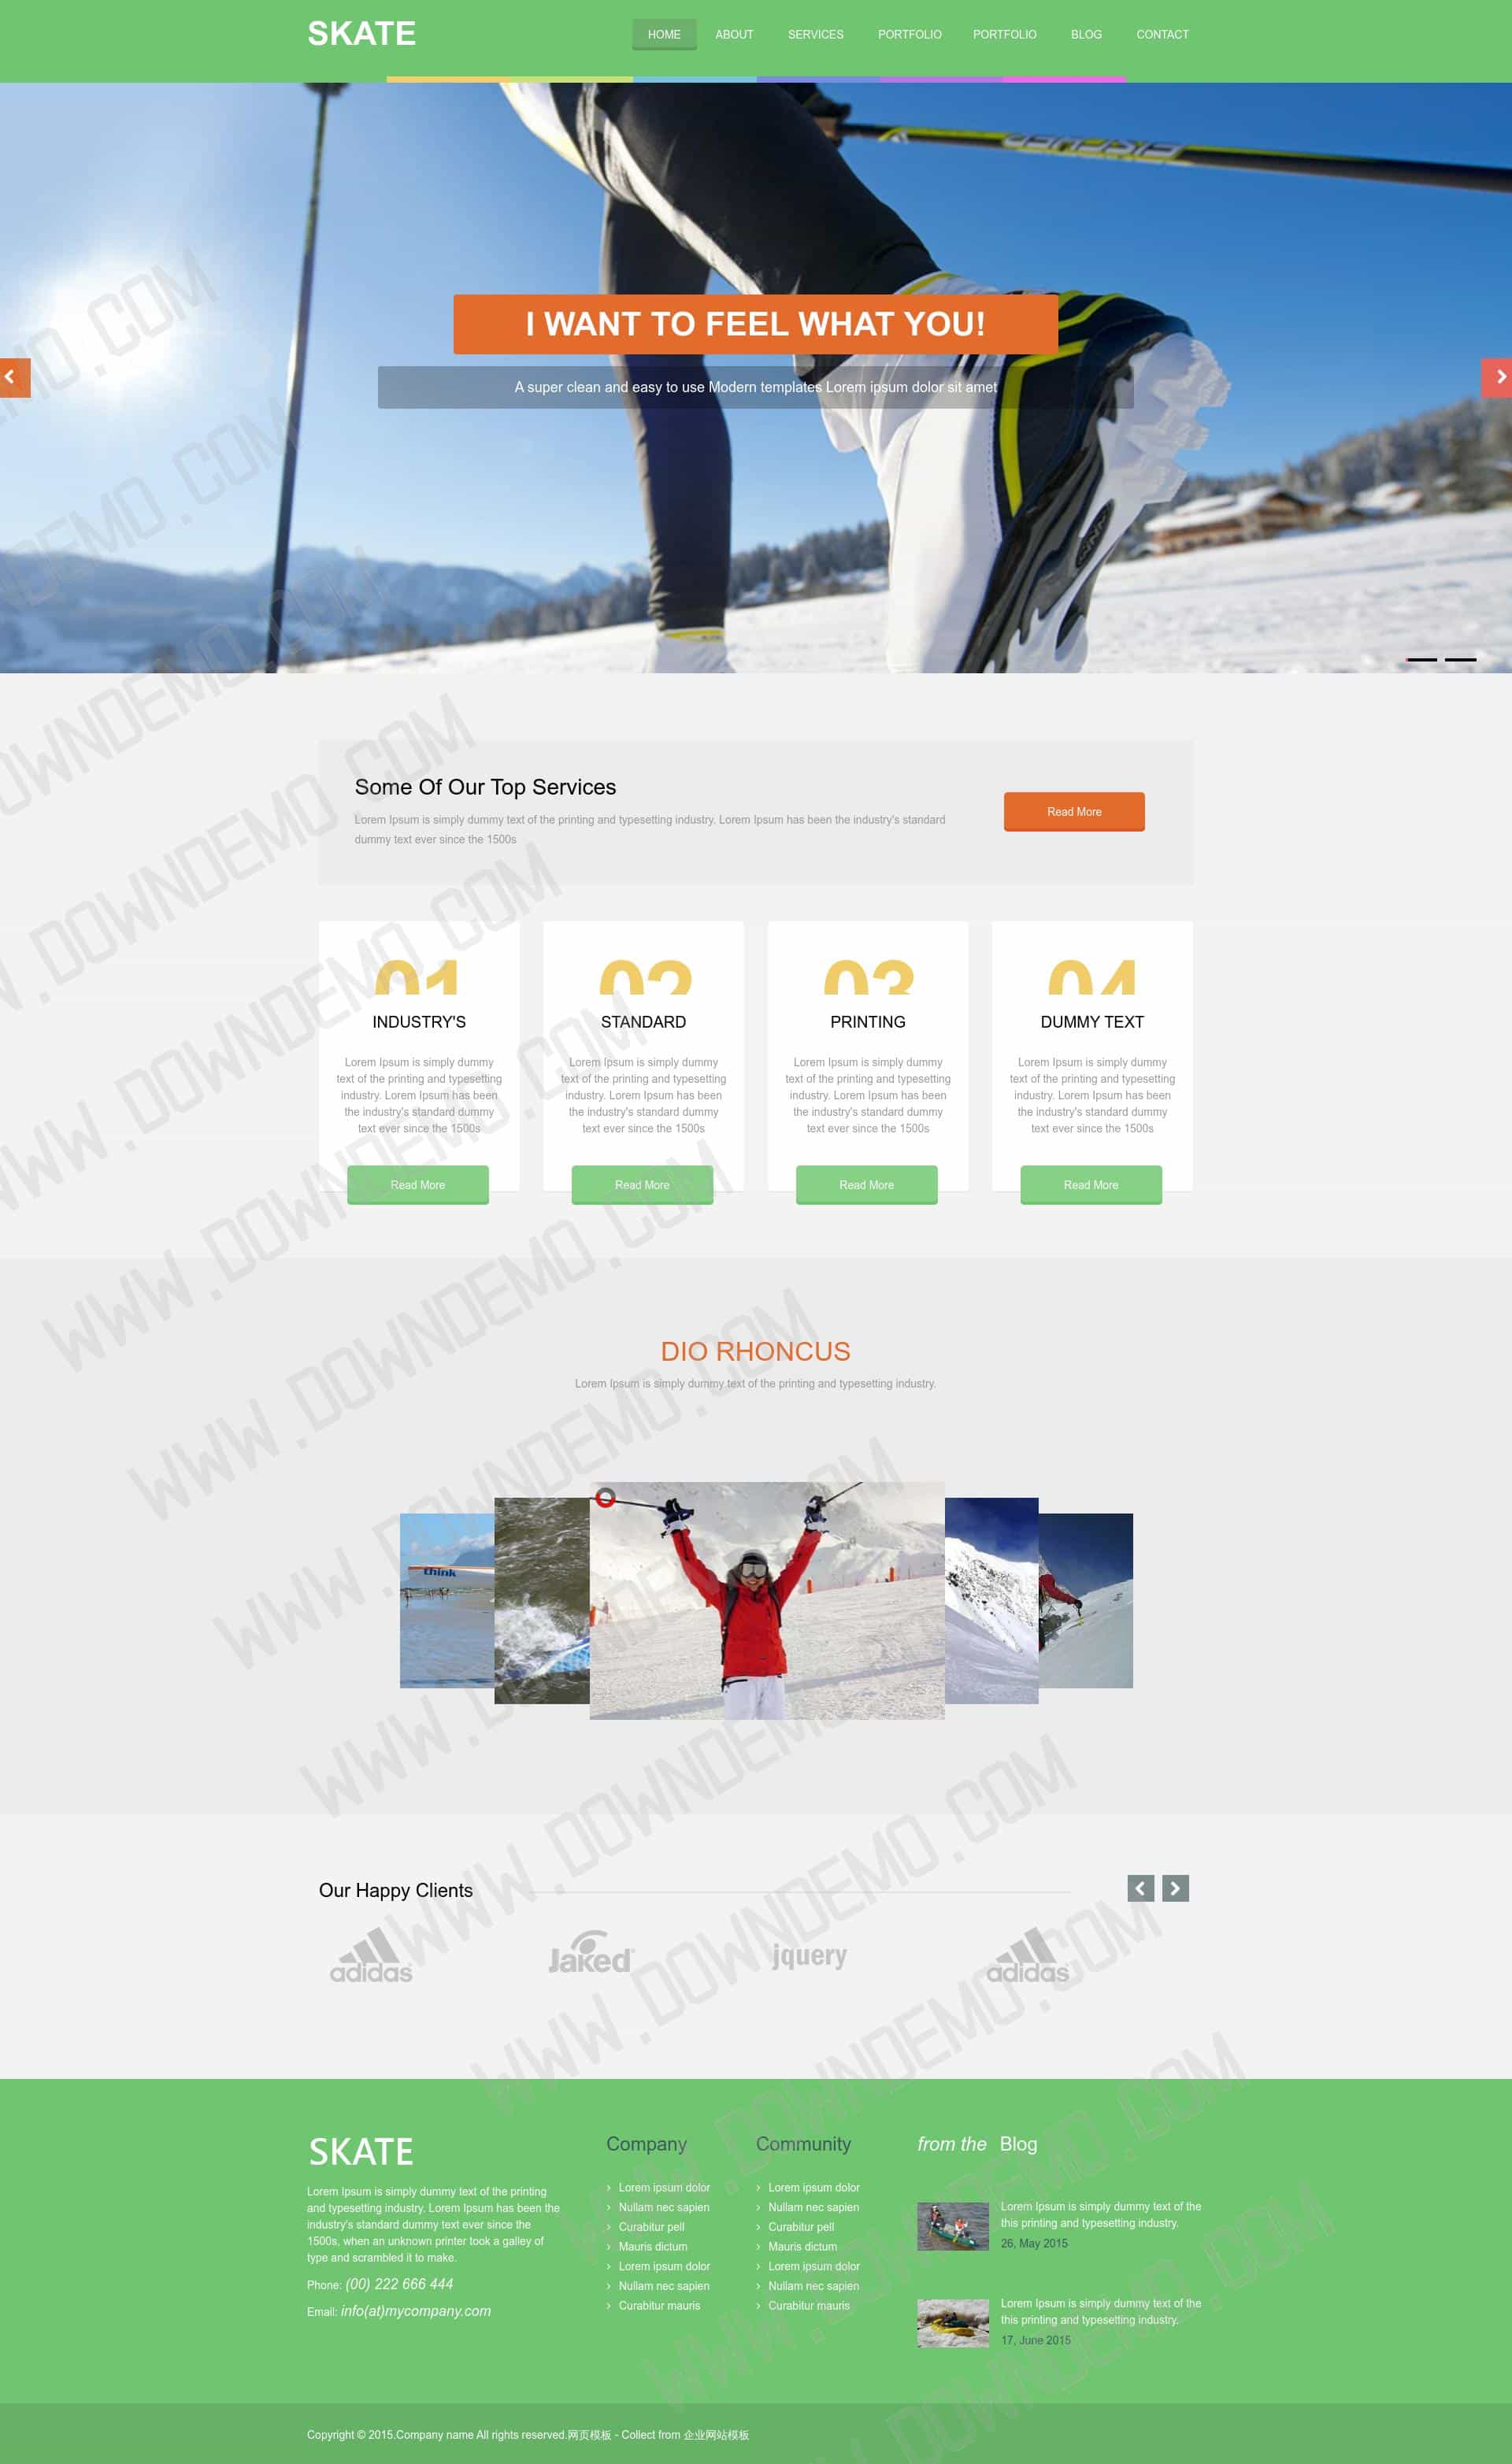 SKATE
HOME ABOUT SERVICES PORTFOLIO PORTFOLIO BLOG CONTACT
FISCHER
I WANT TO FEEL WHAT YOU!
A super clean and easy to use Modern templates Lorem ipsum dolor sit amet
Some Of Our Top Services
Lorem Ipsum is simply dummy text of the printing and typesetting industry. Lorem Ipsum has been the industry's standard
dummy text ever since the 1500s
Read More
01
INDUSTRY'S
Lorem Ipsum is simply dummy
text of the printing and typesetting
industry. Lorem Ipsum has been
the industry's standard dummy
text ever since the 1500s
Read More
02
STANDARD
Lorem Ipsum is simply dummy
text of the printing and typesetting
industry. Lorem Ipsum has been
the industry's standard dummy
text ever since the 1500s
Read More
03
PRINTING
Lorem Ipsum is simply dummy
text of the printing and typesetting
industry. Lorem Ipsum has been
the industry's standard dummy
text ever since the 1500s
Read More
04
DUMMY TEXT
Lorem Ipsum is simply dummy
text of the printing and typesetting
industry. Lorem Ipsum has been
the industry's standard dummy
text ever since the 1500s
Read More
DIO RHONCUS
Lorem Ipsum is simply dummy text of the printing and typesetting industry.
think
Our Happy Clients
adidas
Jaked
jquery
adidas
SKATE
Lorem Ipsum is simply dummy text of the printing
and typesetting industry. Lorem Ipsum has been the
industry's standard dummy text ever since the
1500s, when an unknown printer took a galley of
type and scrambled it to make.
Phone: (00) 222 666 444
Email: info(at)mycompany.com
Company
Lorem ipsum dolor
Nullam nec sapien
Curabitur pell
Mauris dictum
Lorem ipsum dolor
Nullam nec sapien
Curabitur mauris
Community
Lorem ipsum dolor
Nullam nec sapien
Curabitur pell
Mauris dictum
Lorem ipsum dolor
Nullam nec sapien
Curabitur mauris
from the Blog
Lorem Ipsum is simply dummy text of the
this printing and typesetting industry.
26, May 2015
Lorem Ipsum is simply dummy text of the
this printing and typesetting industry.
17, June 2015
Copyright © 2015.Company name All rights reserved.网页模板 - Collect from 企业网站模板
WWW.DOWNDEMO.COM